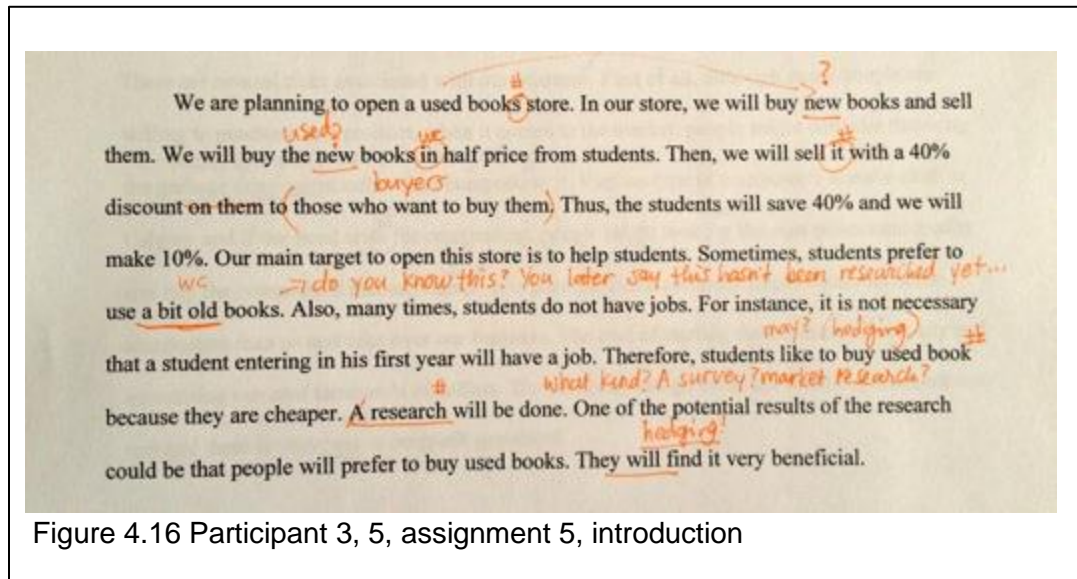 #
?
We are planning to open a used books store. In our store, we will buy new books and sell
used?
wc
#
them. We will buy the new books in half price from students. Then, we will sell it with a 40%
buyers
discount on them to those who want to buy them. Thus, the students will save 40% and we will
make 10%. Our main target to open this store is to help students. Sometimes, students prefer to
wc
do you know this? You later say this hasn't been researched yet...
use a bit old books. Also, many times, students do not have jobs. For instance, it is not necessary
may? (hedging)
#
that a student entering in his first year will have a job. Therefore, students like to buy used book
#
What kind? A survey? market research?
because they are cheaper. A research will be done. One of the potential results of the research
hedging!
could be that people will prefer to buy used books. They will find it very beneficial.
Figure 4.16 Participant 3, 5, assignment 5, introduction